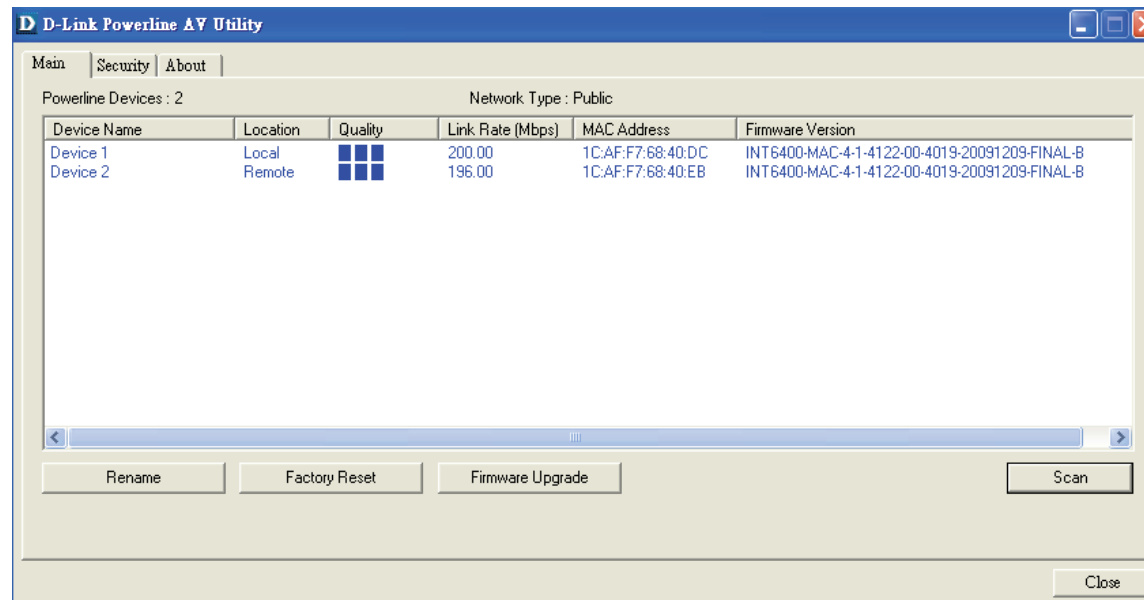 D D-Link Powerline AV Utility
Main Security About
Powerline Devices : 2 Network Type : Public
Device Name Location Quality Link Rate (Mbps) MAC Address Firmware Version
Device 1 Local 200.00 1C:AF:F7:68:40:DC INT6400-MAC-4-1-4122-00-4019-20091209-FINAL-B
Device 2 Remote 196.00 1C:AF:F7:68:40:EB INT6400-MAC-4-1-4122-00-4019-20091209-FINAL-B
Rename Factory Reset Firmware Upgrade Scan
Close